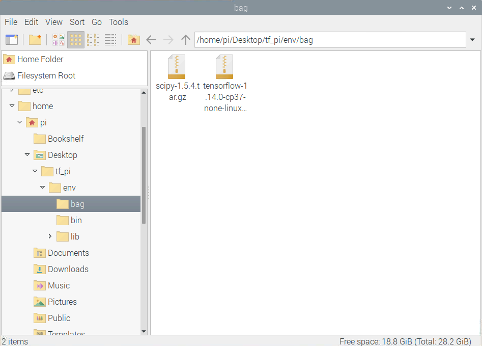 bag
File Edit View Sort Go Tools
/home/pi/Desktop/tf_pi/env/bag
Home Folder
Filesystem Root
etc
home
pi
Bookshelf
Desktop
tf_pi
env
bag
bin
lib
Documents
Downloads
Music
Pictures
Public
Templates
scipy-1.5.4.t
ar.gz
tensorflow-1
.14.0-cp37-
none-linux...
2 items
Free space: 18.8 GiB (Total: 28.2 GiB)